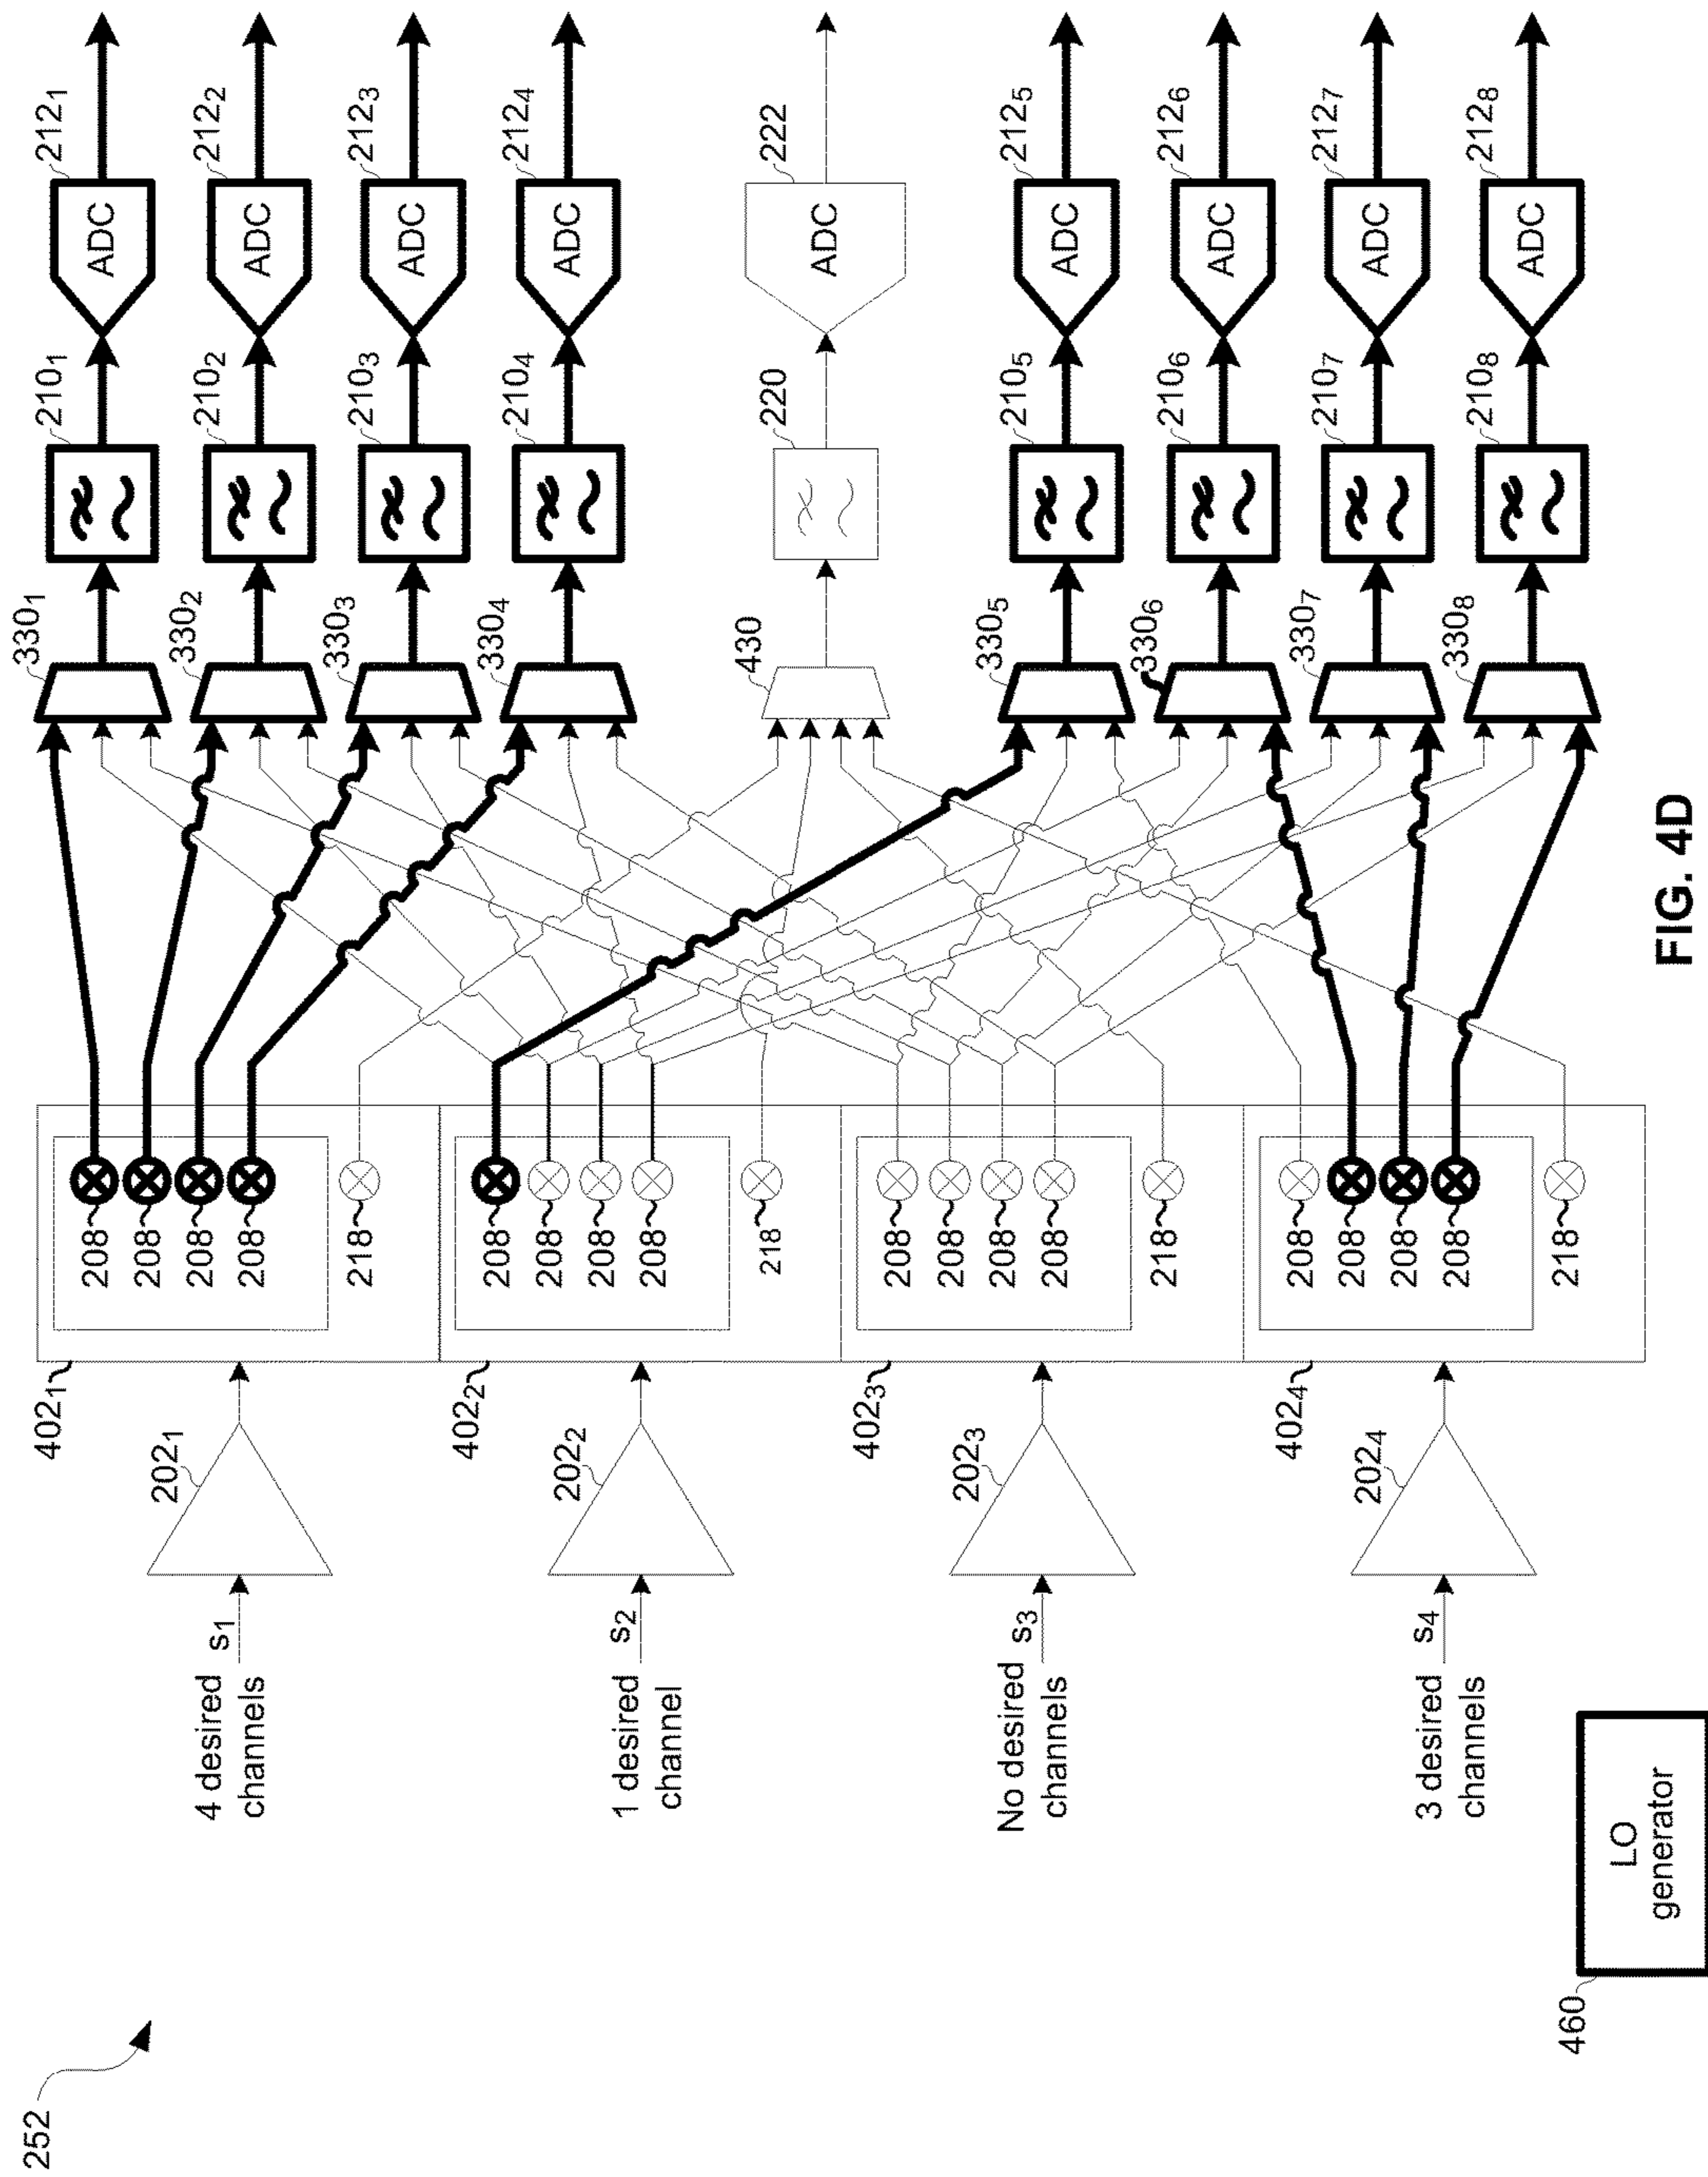 252
4 desired
channels
s1
2021
4021
208
208
208
208
218
1 desired
channel
s2
2022
4022
208
208
208
208
218
No desired
channels
s3
2023
4023
208
208
208
208
218
3 desired
channels
s4
2024
4024
208
208
208
208
218
3301
2101
2121
ADC
3302
2102
2122
ADC
3303
2103
2123
ADC
3304
2104
2124
ADC
430
220
222
ADC
3305
2105
2125
ADC
3306
2106
2126
ADC
3307
2107
2127
ADC
3308
2108
2128
ADC
460
LO
generator
FIG. 4D